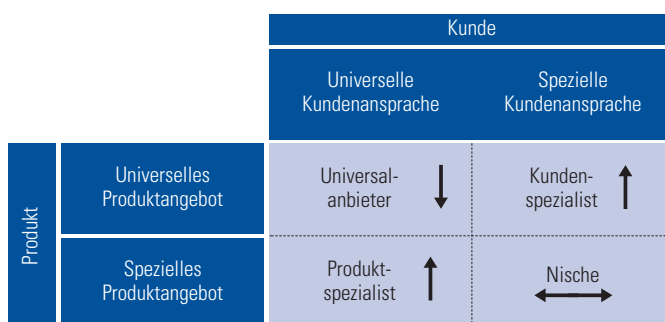 Kunde
Universelle
Kundenansprache
Spezielle
Kundenansprache
Produkt
Universelles
Produktangebot
Universal-
anbieter
Kunden-
spezialist
Spezielles
Produktangebot
Produkt-
spezialist
Nische